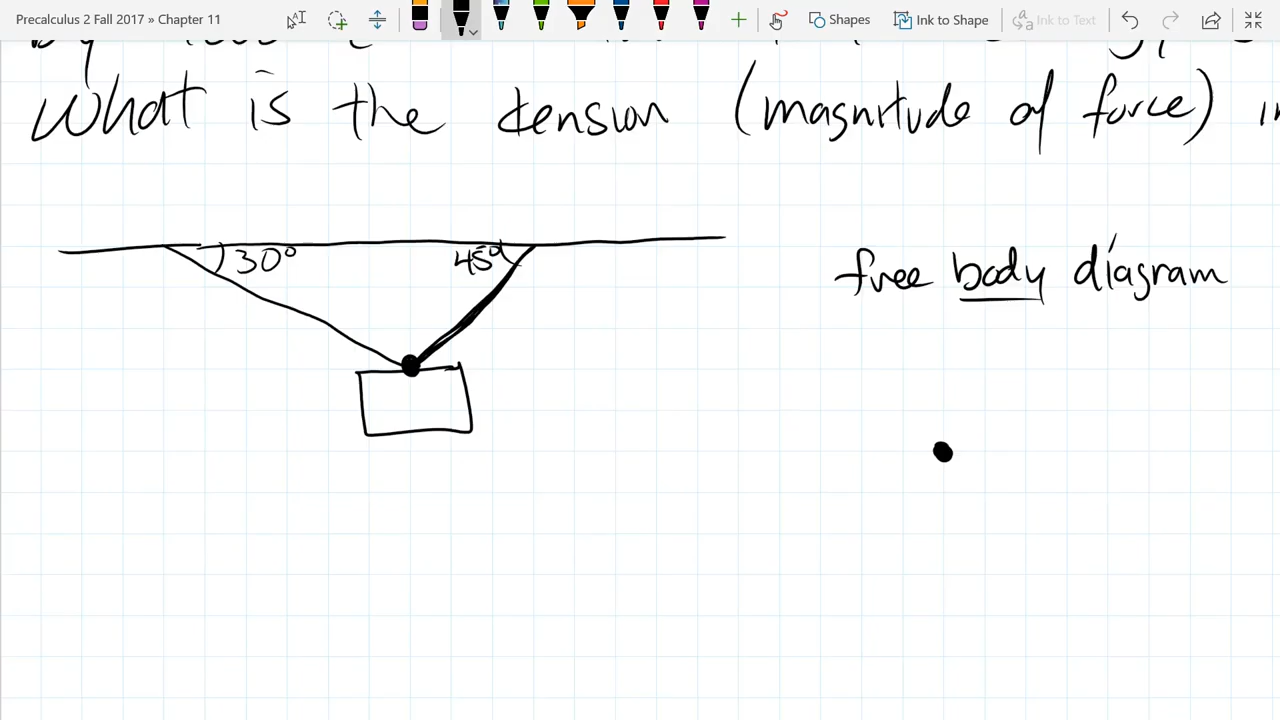 Precalculus 2 Fall 2017 » Chapter 11
Shapes
Ink to Shape
Ink to Text
What is the tension (magnitude of force)
30°
45°
free body diagram